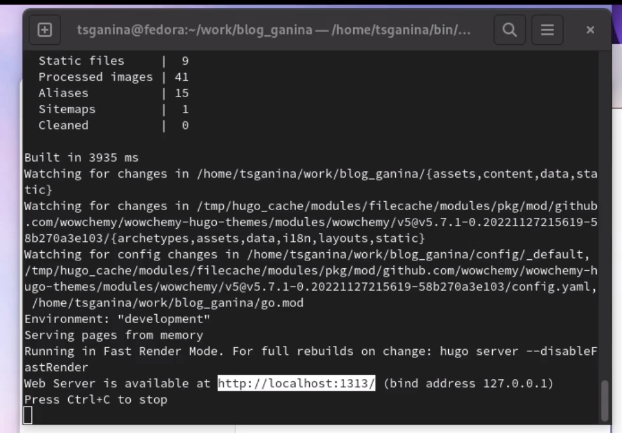 tsganina@fedora:~/work/blog_ganina — /home/tsganina/bin/...
Static files     |  9
Processed images | 41
Aliases          | 15
Sitemaps         |  1
Cleaned          |  0
Built in 3935 ms
Watching for changes in /home/tsganina/work/blog_ganina/{assets,content,data,sta
tic}
Watching for changes in /tmp/hugo_cache/modules/filecache/modules/pkg/mod/github
.com/wowchemy/wowchemy-hugo-themes/modules/wowchemy/v5@v5.7.1-0.20221127215619-5
8b270a3e103/{archetypes,assets,data,i18n,layouts,static}
Watching for config changes in /home/tsganina/work/blog_ganina/config/_default,
/tmp/hugo_cache/modules/filecache/modules/pkg/mod/github.com/wowchemy/wowchemy-h
ugo-themes/modules/wowchemy/v5@v5.7.1-0.20221127215619-58b270a3e103/config.yaml,
/home/tsganina/work/blog_ganina/go.mod
Environment: "development"
Serving pages from memory
Running in Fast Render Mode. For full rebuilds on change: hugo server --disableF
astRender
Web Server is available at http://localhost:1313/ (bind address 127.0.0.1)
Press Ctrl+C to stop